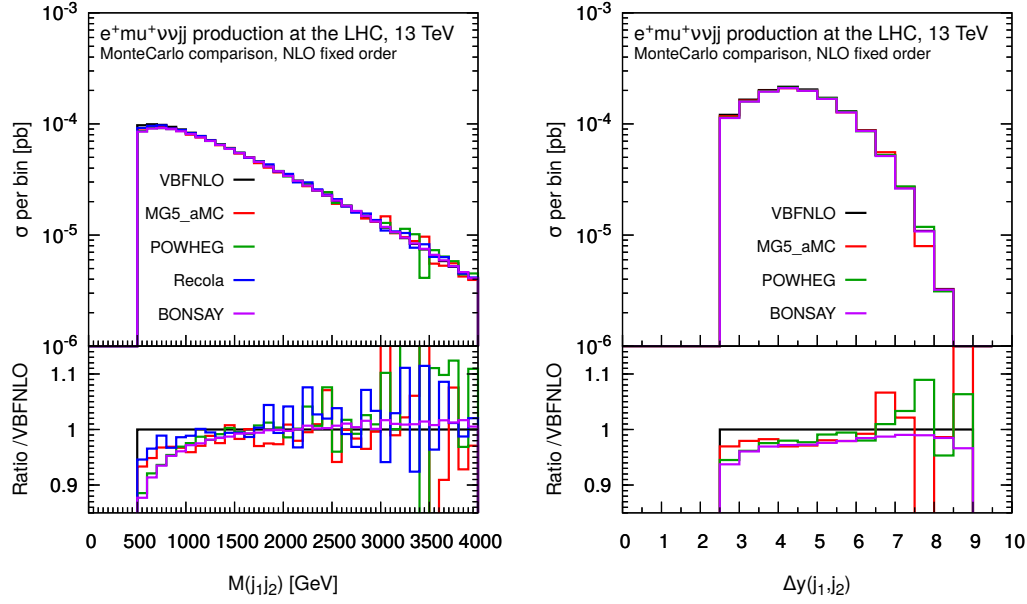 e⁺mu⁺ννjj production at the LHC, 13 TeV
MonteCarlo comparison, NLO fixed order
σ per bin [pb]
10⁻³
10⁻⁴
10⁻⁵
10⁻⁶
VBFNLO
MG5_aMC
POWHEG
Recola
BONSAY
Ratio /VBFNLO
1.1
1
0.9
0 500 1000 1500 2000 2500 3000 3500 4000
M(j₁j₂) [GeV]
e⁺mu⁺ννjj production at the LHC, 13 TeV
MonteCarlo comparison, NLO fixed order
σ per bin [pb]
10⁻³
10⁻⁴
10⁻⁵
10⁻⁶
VBFNLO
MG5_aMC
POWHEG
BONSAY
Ratio /VBFNLO
1.1
1
0.9
0 1 2 3 4 5 6 7 8 9 10
Δy(j₁,j₂)